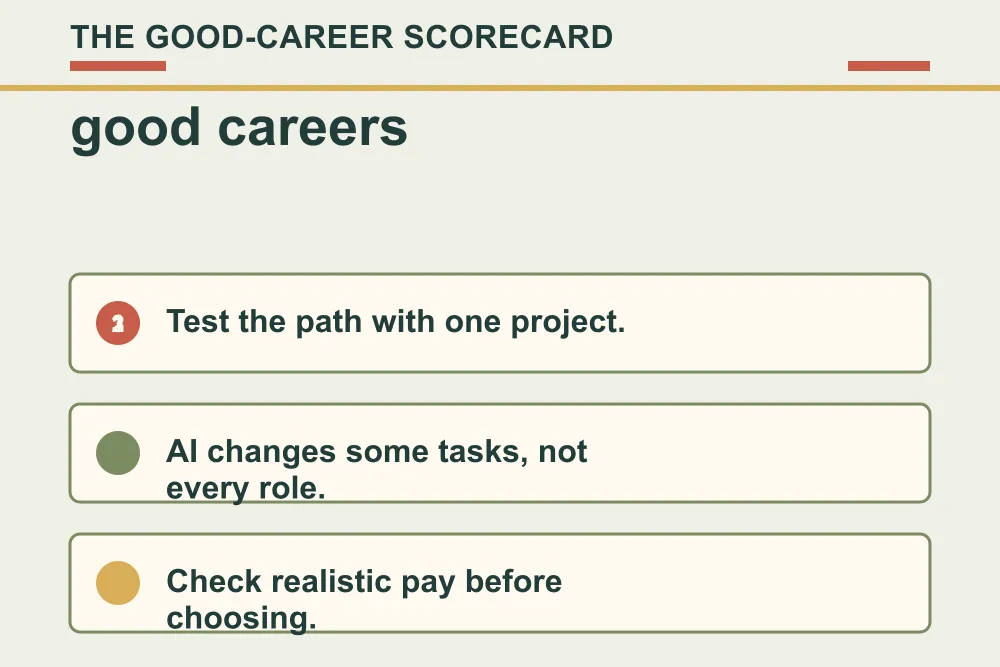 THE GOOD-CAREER SCORECARD
good careers
Test the path with one project.
AI changes some tasks, not
every role.
Check realistic pay before
choosing.